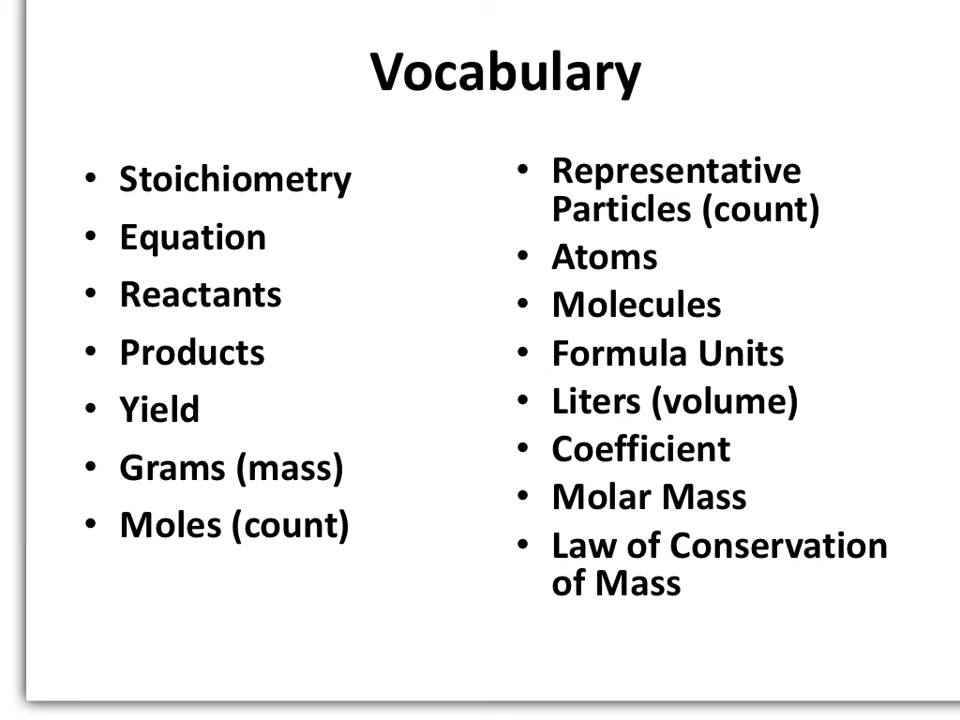 Vocabulary
• Stoichiometry
• Equation
• Reactants
• Products
• Yield
• Grams (mass)
• Moles (count)
• Representative
Particles (count)
• Atoms
• Molecules
• Formula Units
• Liters (volume)
• Coefficient
• Molar Mass
• Law of Conservation
of Mass